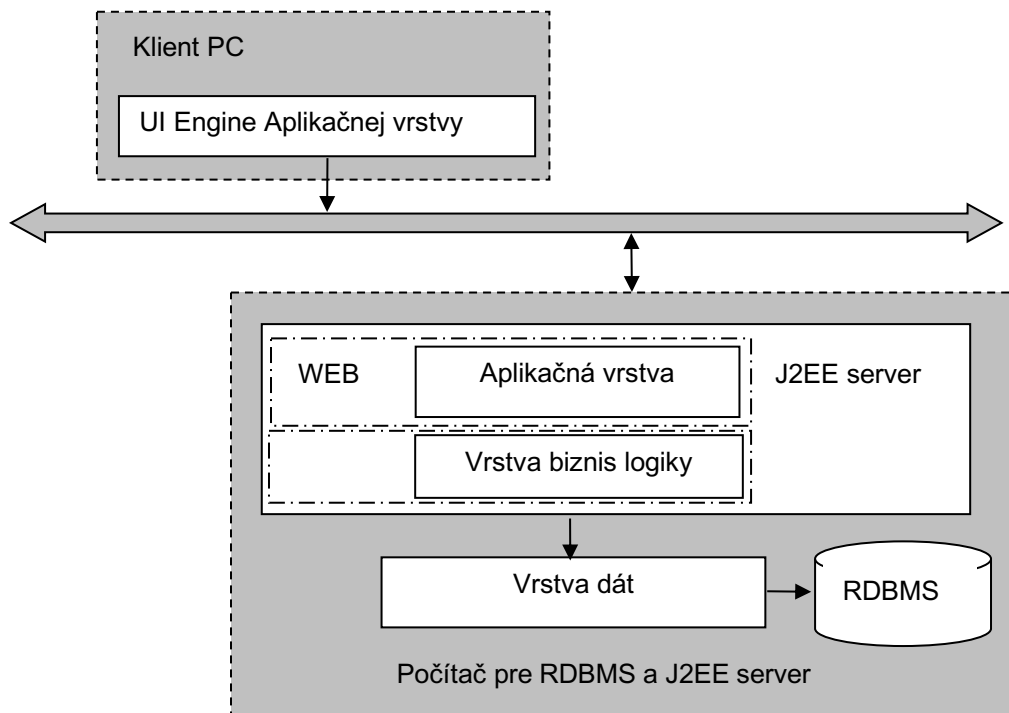 Klient PC
UI Engine Aplikačnej vrstvy
WEB
Aplikačná vrstva
J2EE server
Vrstva biznis logiky
Vrstva dát
RDBMS
Počítač pre RDBMS a J2EE server